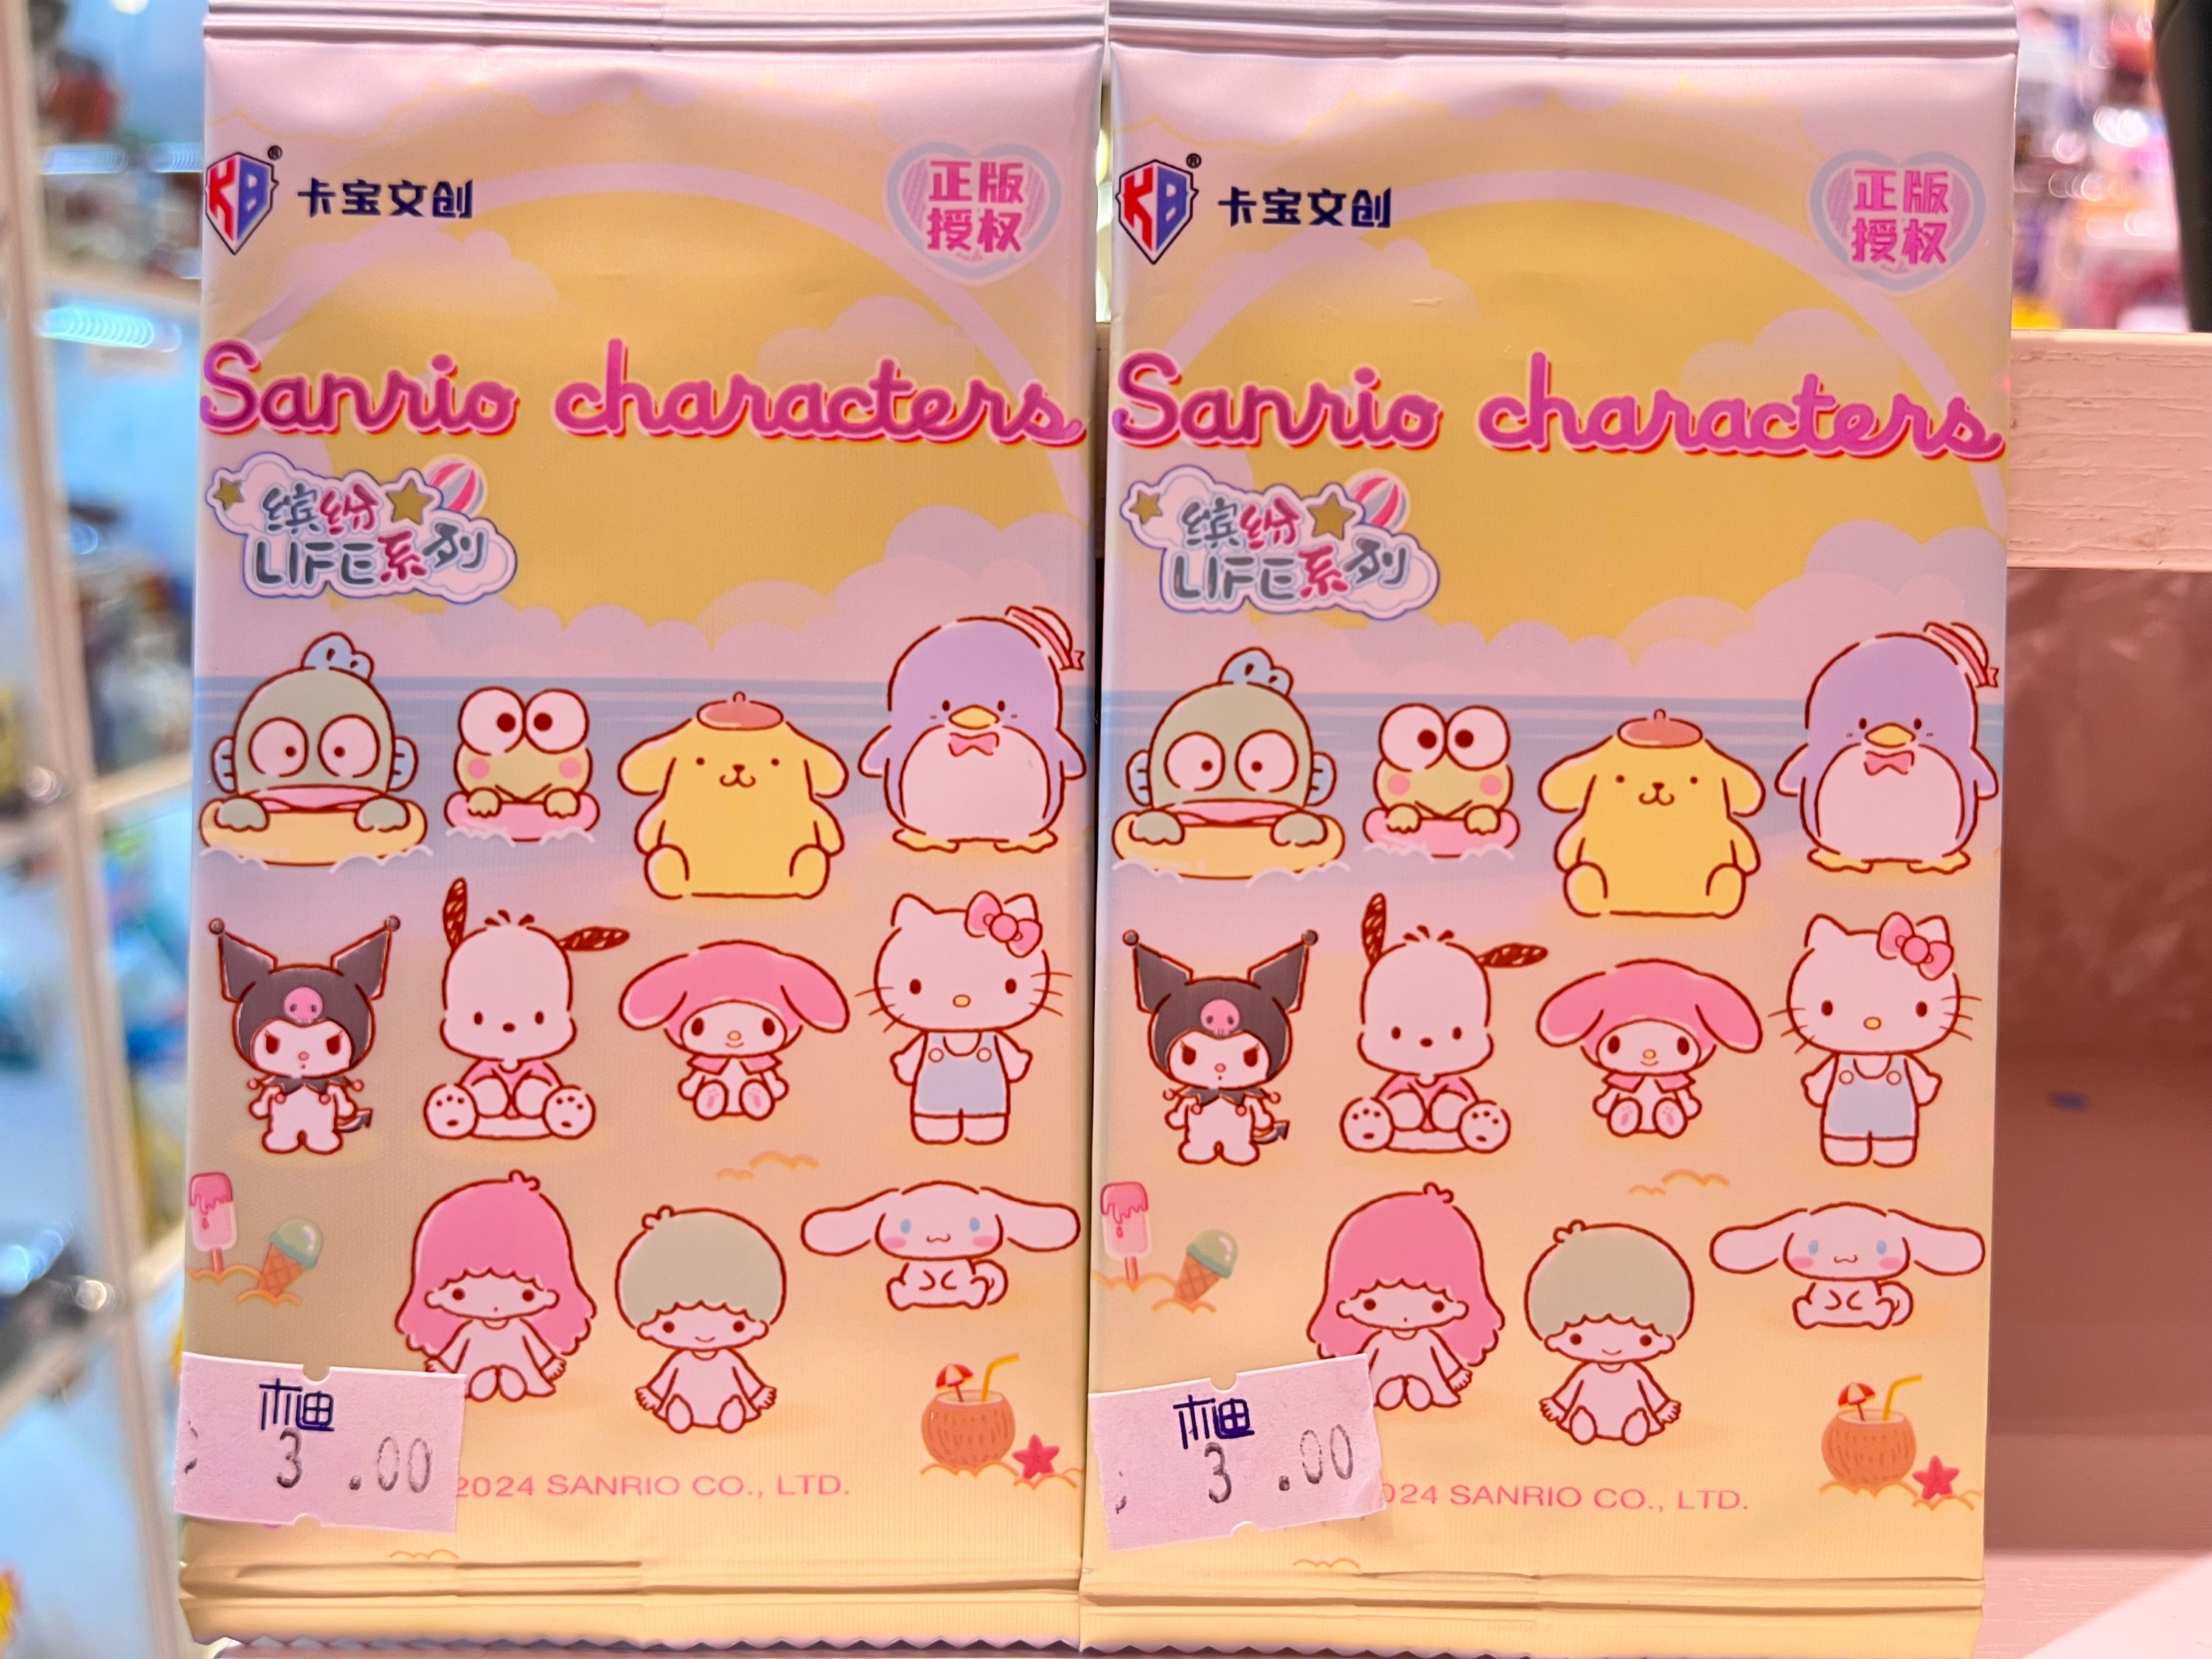 KB® 卡宝文创
正版
授权
Sanrio characters
缤纷
LIFE系列
3.00
2024 SANRIO CO., LTD.
KB® 卡宝文创
正版
授权
Sanrio characters
缤纷
LIFE系列
3.00
024 SANRIO CO., LTD.